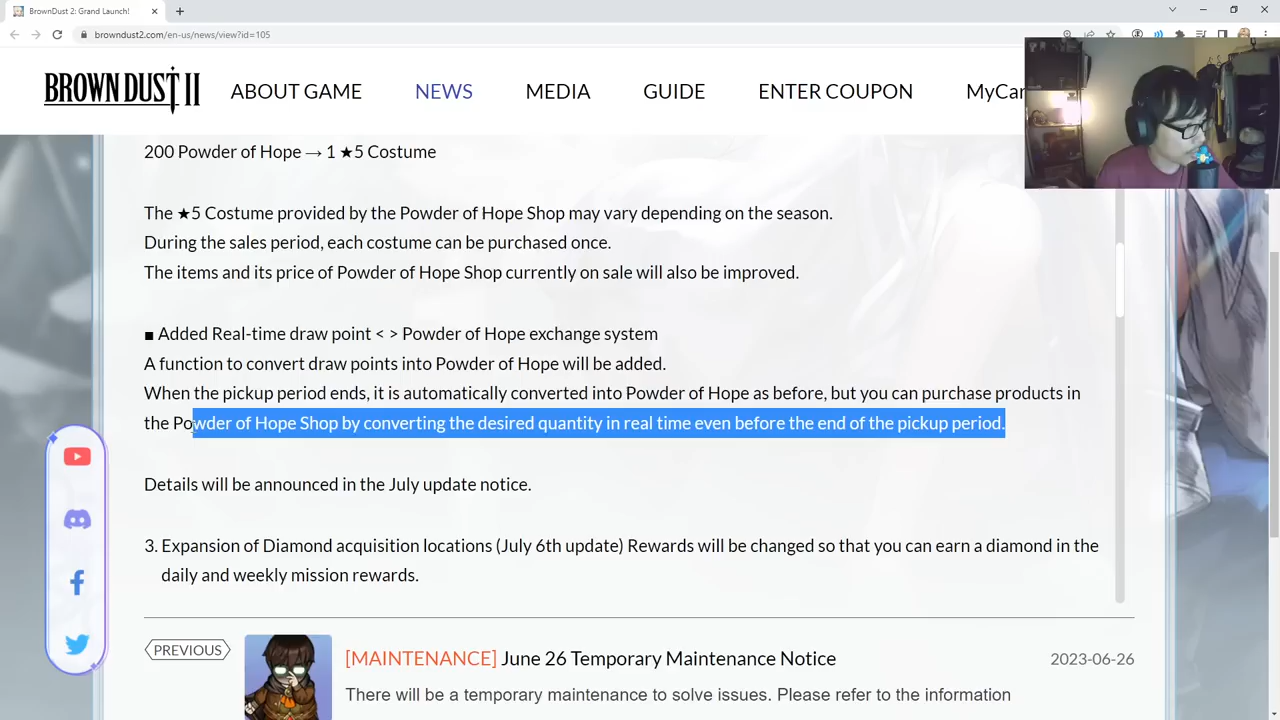 BrownDust 2: Grand Launch!
browndust2.com/en-us/news/view?id=105
BROWN DUST II
ABOUT GAME
NEWS
MEDIA
GUIDE
ENTER COUPON
MyCar
200 Powder of Hope → 1 ★5 Costume
The ★5 Costume provided by the Powder of Hope Shop may vary depending on the season.
During the sales period, each costume can be purchased once.
The items and its price of Powder of Hope Shop currently on sale will also be improved.
■ Added Real-time draw point < > Powder of Hope exchange system
A function to convert draw points into Powder of Hope will be added.
When the pickup period ends, it is automatically converted into Powder of Hope as before, but you can purchase products in
the Powder of Hope Shop by converting the desired quantity in real time even before the end of the pickup period.
Details will be announced in the July update notice.
3. Expansion of Diamond acquisition locations (July 6th update) Rewards will be changed so that you can earn a diamond in the
daily and weekly mission rewards.
PREVIOUS
[MAINTENANCE] June 26 Temporary Maintenance Notice
2023-06-26
There will be a temporary maintenance to solve issues. Please refer to the information